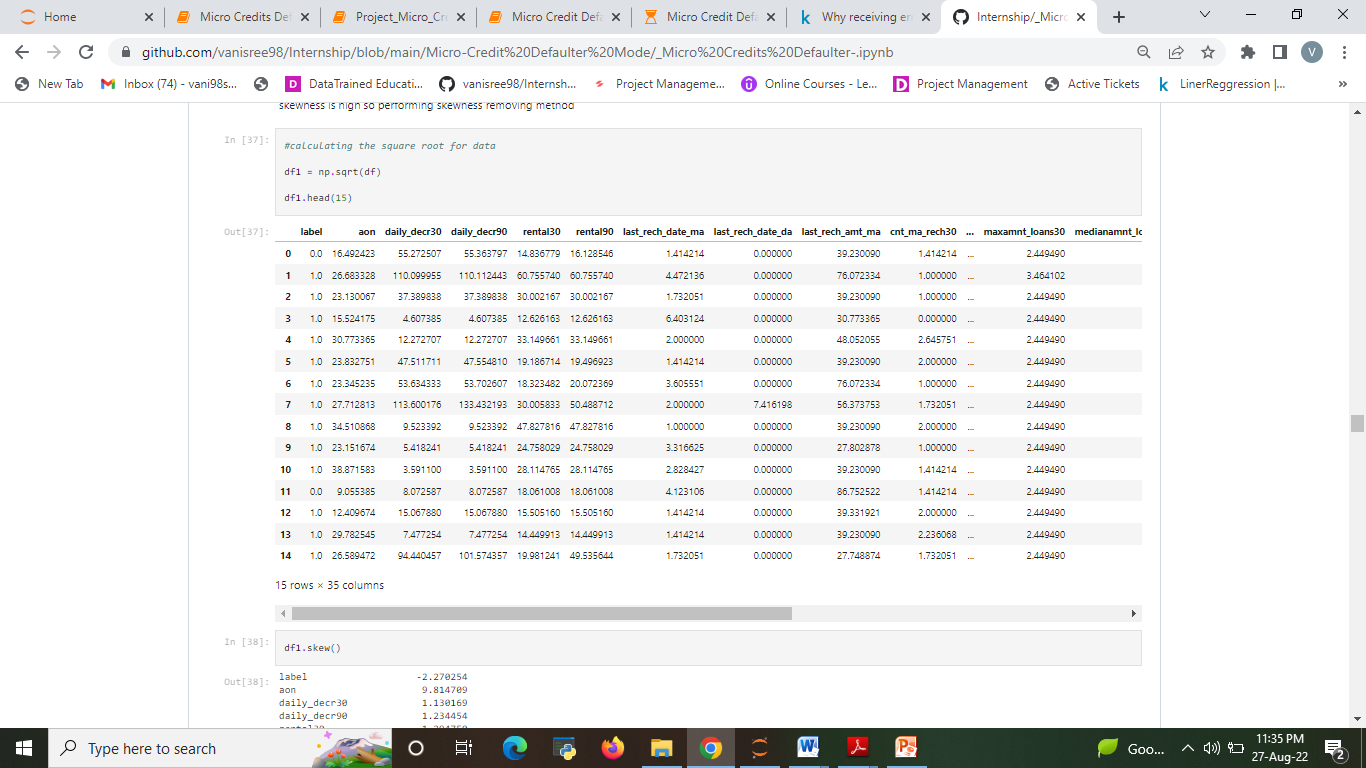 Home
Micro Credits Def
Project_Micro_Cr
Micro Credit Defa
Micro Credit Defa
Why receiving er
Internship/_Micro
github.com/vanisree98/Internship/blob/main/Micro-Credit%20Defaulter%20Mode/_Micro%20Credits%20Defaulter-.ipynb
V
New Tab
Inbox (74) - vani98s...
DataTrained Educati...
vanisree98/Internsh...
Project Manageme...
Online Courses - Le...
Project Management
Active Tickets
LinerReggression |...
»
skewness is high so performing skewness removing method
In [37]:
#calculating the square root for data
df1 = np.sqrt(df)
df1.head(15)
Out[37]:
label aon daily_decr30 daily_decr90 rental30 rental90 last_rech_date_ma last_rech_date_da last_rech_amt_ma cnt_ma_rech30 ... maxamnt_loans30 medianamnt_lo
0 0.0 16.492423 55.272507 55.363797 14.836779 16.128546 1.414214 0.000000 39.230090 1.414214 ... 2.449490
1 1.0 26.683328 110.099955 110.112443 60.755740 60.755740 4.472136 0.000000 76.072334 1.000000 ... 3.464102
2 1.0 23.130067 37.389838 37.389838 30.002167 30.002167 1.732051 0.000000 39.230090 1.000000 ... 2.449490
3 1.0 15.524175 4.607385 4.607385 12.626163 12.626163 6.403124 0.000000 30.773365 0.000000 ... 2.449490
4 1.0 30.773365 12.272707 12.272707 33.149661 33.149661 2.000000 0.000000 48.052055 2.645751 ... 2.449490
5 1.0 23.832751 47.511711 47.554810 19.186714 19.496923 1.414214 0.000000 39.230090 2.000000 ... 2.449490
6 1.0 23.345235 53.634333 53.702607 18.323482 20.072369 3.605551 0.000000 76.072334 1.000000 ... 2.449490
7 1.0 27.712813 113.600176 133.432193 30.005833 50.488712 2.000000 7.416198 56.373753 1.732051 ... 2.449490
8 1.0 34.510868 9.523392 9.523392 47.827816 47.827816 1.000000 0.000000 39.230090 2.000000 ... 2.449490
9 1.0 23.151674 5.418241 5.418241 24.758029 24.758029 3.316625 0.000000 27.802878 1.000000 ... 2.449490
10 1.0 38.871583 3.591100 3.591100 28.114765 28.114765 2.828427 0.000000 39.230090 1.414214 ... 2.449490
11 0.0 9.055385 8.072587 8.072587 18.061008 18.061008 4.123106 0.000000 86.752522 1.414214 ... 2.449490
12 1.0 12.409674 15.067880 15.067880 15.505160 15.505160 1.414214 0.000000 39.331921 2.000000 ... 2.449490
13 1.0 29.782545 7.477254 7.477254 14.449913 14.449913 1.414214 0.000000 39.230090 2.236068 ... 2.449490
14 1.0 26.589472 94.440457 101.574357 19.981241 49.535644 1.732051 0.000000 27.748874 1.732051 ... 2.449490
15 rows × 35 columns
In [38]:
df1.skew()
Out[38]:
label -2.270254
aon 9.814709
daily_decr30 1.130169
daily_decr90 1.234454
Type here to search
Goo...
11:35 PM
27-Aug-22
2